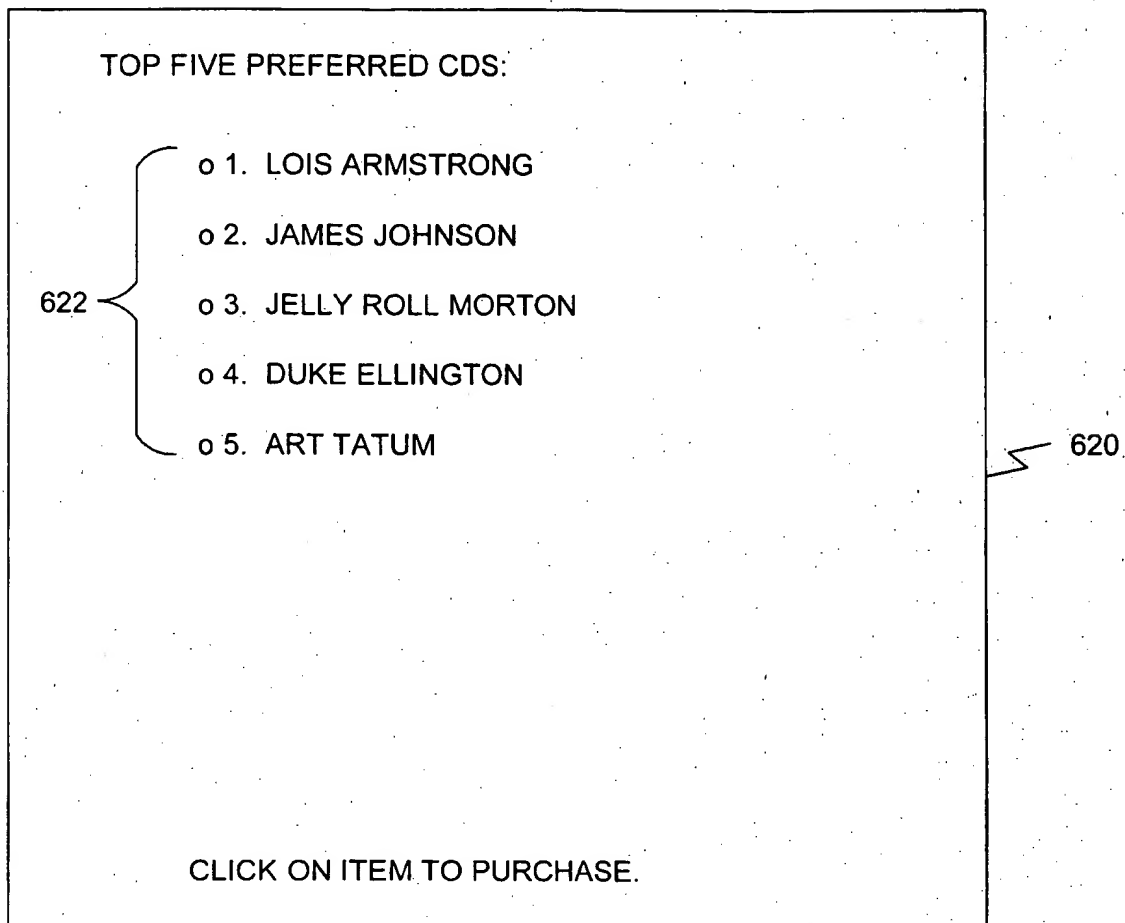 TOP FIVE PREFERRED CDS:
o 1. LOIS ARMSTRONG
o 2. JAMES JOHNSON
622
o 3. JELLY ROLL MORTON
o 4. DUKE ELLINGTON
o 5. ART TATUM
620
CLICK ON ITEM TO PURCHASE.